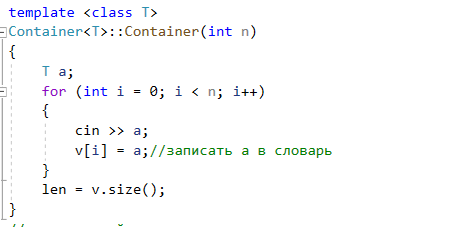 template <class T>
Container<T>::Container(int n)
{
    T a;
    for (int i = 0; i < n; i++)
    {
        cin >> a;
        v[i] = a;//записать a в словарь
    }
    len = v.size();
}